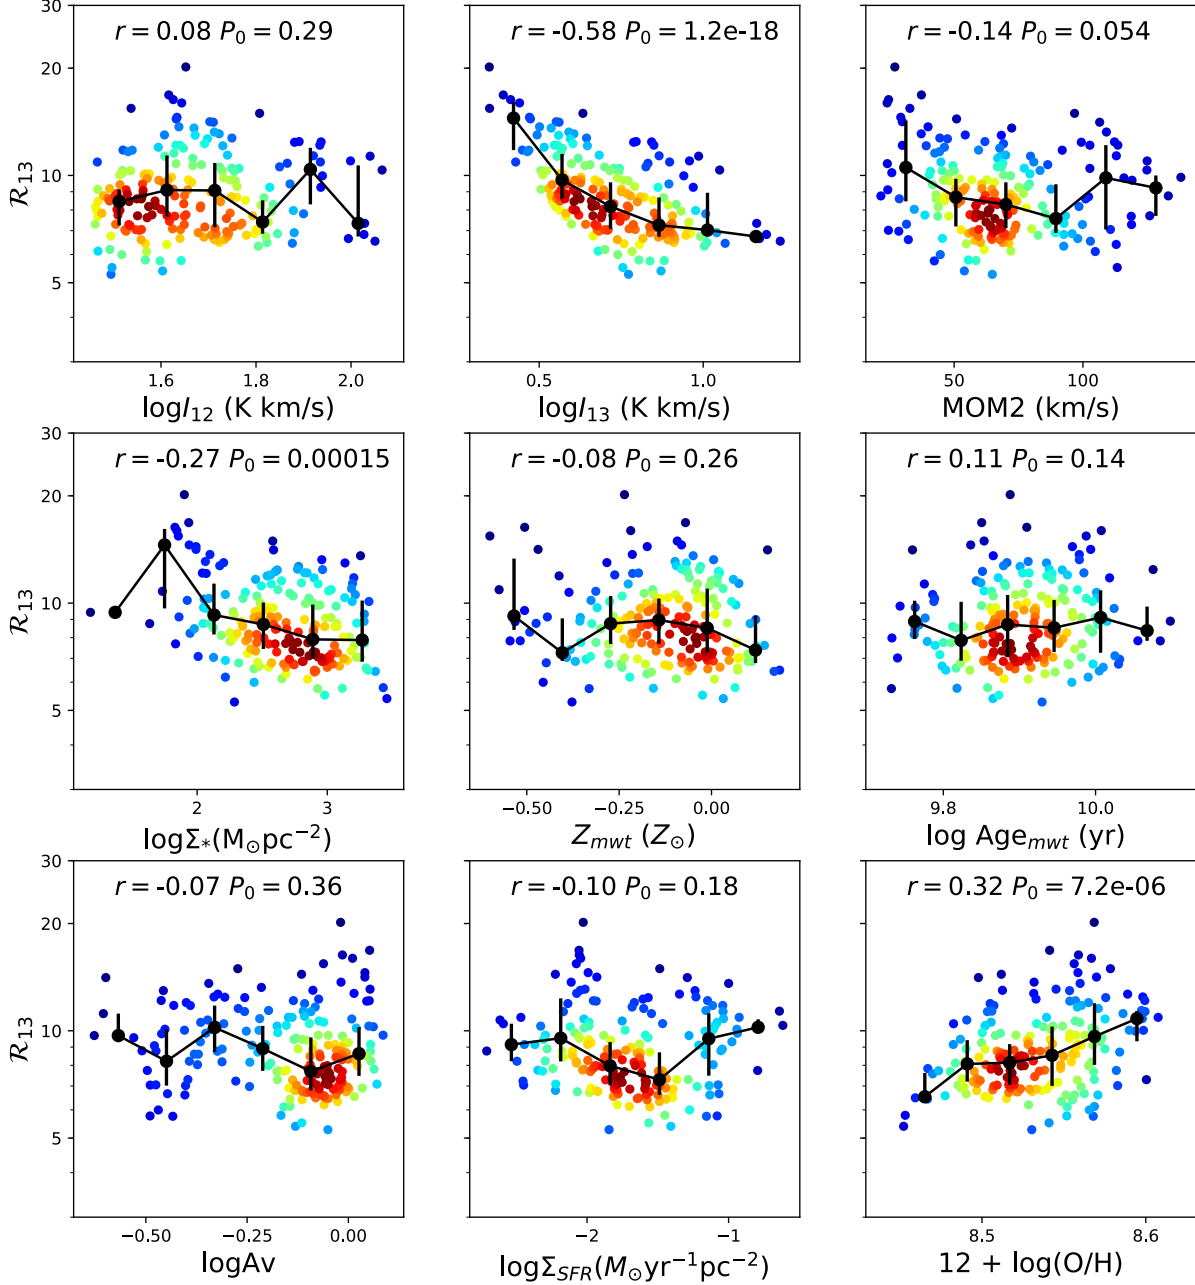 r = 0.08 P₀ = 0.29
30
20
10
5
ℛ₁₃
1.6 1.8 2.0
logI₁₂ (K km/s)
r = -0.58 P₀ = 1.2e-18
0.5 1.0
logI₁₃ (K km/s)
r = -0.14 P₀ = 0.054
50 100
MOM2 (km/s)
r = -0.27 P₀ = 0.00015
30
20
10
5
ℛ₁₃
2 3
logΣ*(M⊙pc⁻²)
r = -0.08 P₀ = 0.26
−0.50 −0.25 0.00
Z_mwt (Z⊙)
r = 0.11 P₀ = 0.14
9.8 10.0
log Age_mwt (yr)
r = -0.07 P₀ = 0.36
30
20
10
5
ℛ₁₃
−0.50 −0.25 0.00
logAv
r = -0.10 P₀ = 0.18
−2 −1
logΣ_SFR(M⊙yr⁻¹pc⁻²)
r = 0.32 P₀ = 7.2e-06
8.5 8.6
12 + log(O/H)